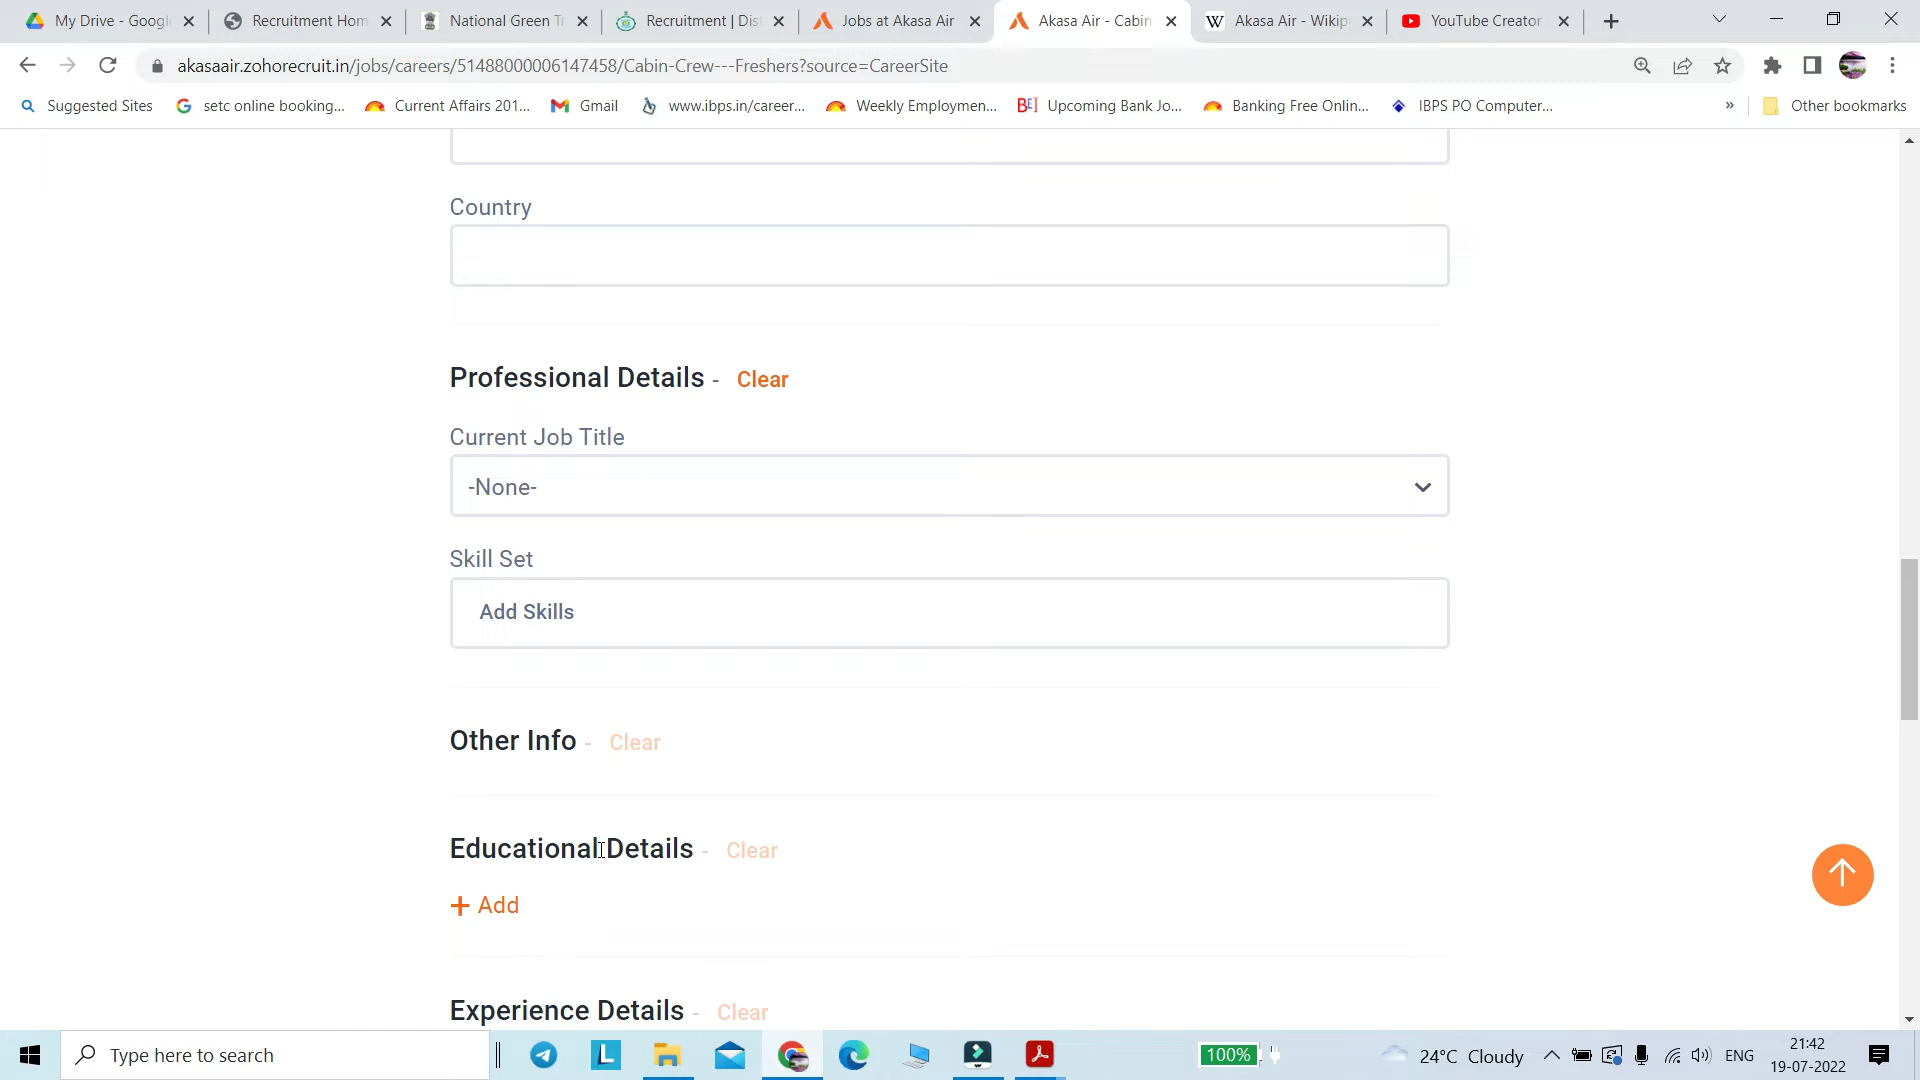 My Drive - Googl
Recruitment Hom
National Green Tr
Recruitment | Dis
Jobs at Akasa Air
Akasa Air - Cabin
Akasa Air - Wikip
YouTube Creator
akasaair.zohorecruit.in/jobs/careers/51488000006147458/Cabin-Crew---Freshers?source=CareerSite
Suggested Sites
setc online booking...
Current Affairs 201...
Gmail
www.ibps.in/career...
Weekly Employmen...
Upcoming Bank Jo...
Banking Free Onlin...
IBPS PO Computer...
»
Other bookmarks
Country
Professional Details - Clear
Current Job Title
-None-
Skill Set
Add Skills
Other Info - Clear
Educational Details - Clear
+ Add
Experience Details - Clear
Type here to search
100%
24°C Cloudy
ENG
21:42
19-07-2022